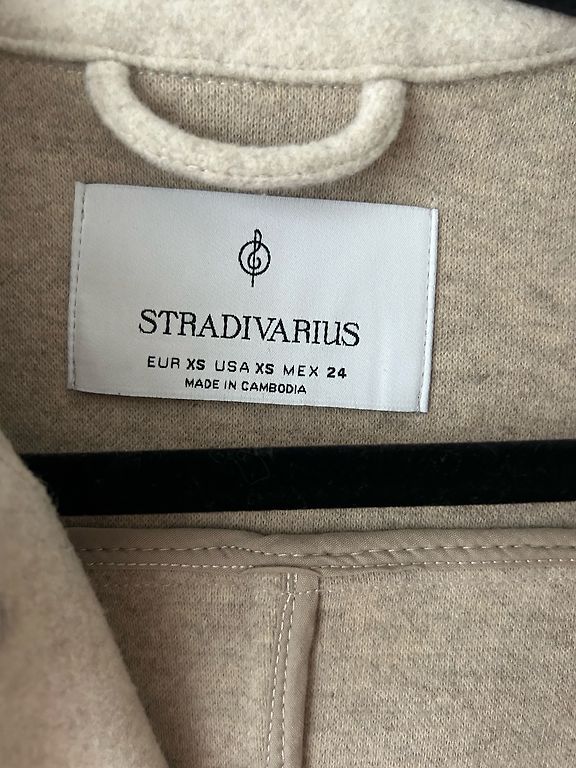 STRADIVARIUS
EUR XS USA XS MEX 24
MADE IN CAMBODIA